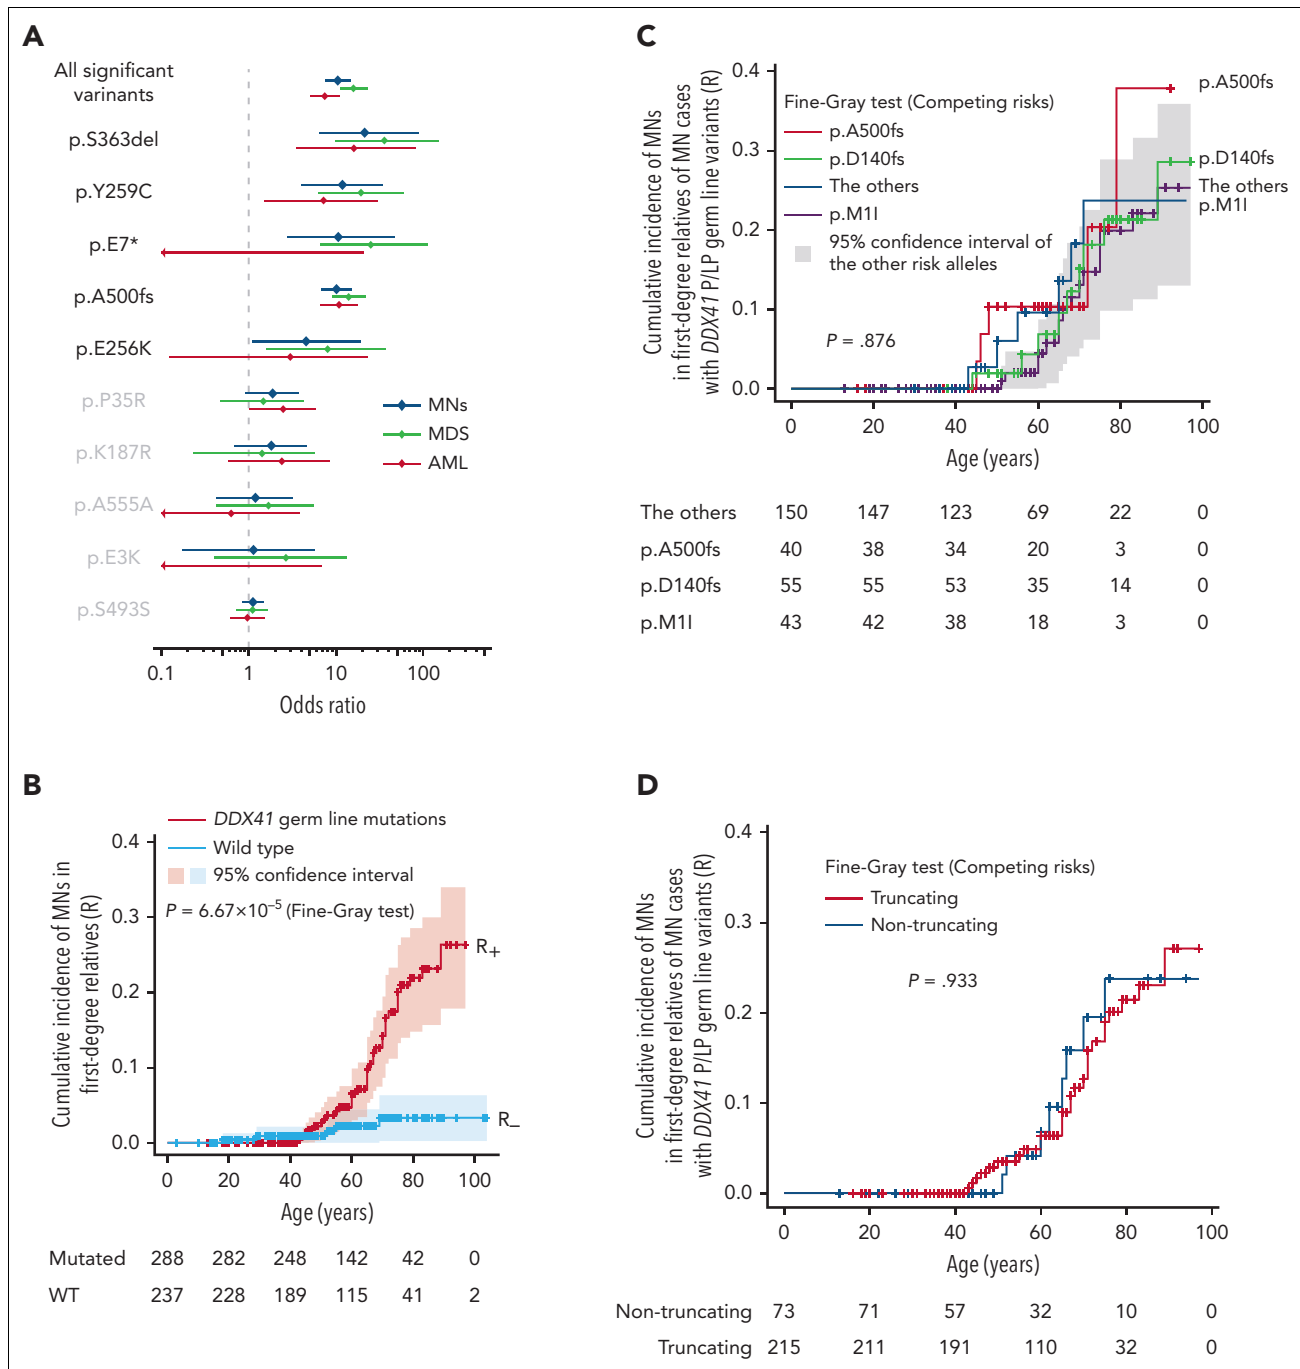 A
All significant
varinants
p.S363del
p.Y259C
p.E7*
p.A500fs
p.E256K
p.P35R
p.K187R
p.A555A
p.E3K
p.S493S
MNs
MDS
AML
0.1 1 10 100
Odds ratio
B
DDX41 germ line mutations
Wild type
95% confidence interval
P = 6.67×10⁻⁵ (Fine-Gray test)
Cumulative incidence of MNs in
first-degree relatives (R)
0.4
0.3
0.2
0.1
0.0
R+
R−
0 20 40 60 80 100
Age (years)
Mutated 288 282 248 142 42 0
WT 237 228 189 115 41 2
C
Cumulative incidence of MNs
in first-degree relatives of MN cases
with DDX41 P/LP germ line variants (R)
0.4
0.3
0.2
0.1
0.0
Fine-Gray test (Competing risks)
p.A500fs
p.D140fs
The others
p.M1I
95% confidence interval of
the other risk alleles
P = .876
p.A500fs
p.D140fs
The others
p.M1I
0 20 40 60 80 100
Age (years)
The others 150 147 123 69 22 0
p.A500fs 40 38 34 20 3 0
p.D140fs 55 55 53 35 14 0
p.M1I 43 42 38 18 3 0
D
Cumulative incidence of MNs
in first-degree relatives of MN cases
with DDX41 P/LP germ line variants (R)
0.4
0.3
0.2
0.1
0.0
Fine-Gray test (Competing risks)
Truncating
Non-truncating
P = .933
0 20 40 60 80 100
Age (years)
Non-truncating 73 71 57 32 10 0
Truncating 215 211 191 110 32 0